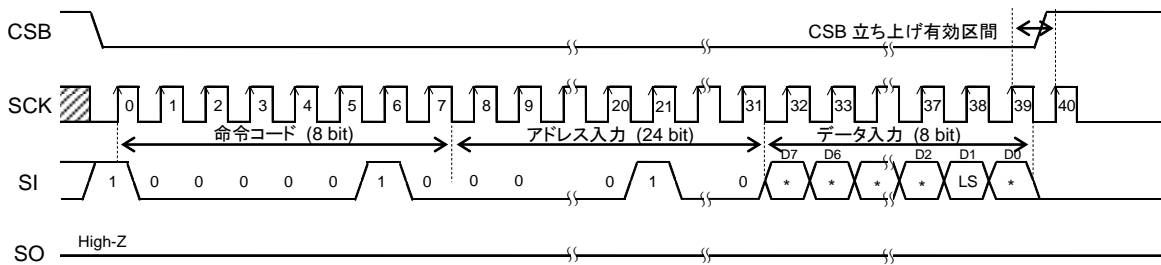 CSB
CSB 立ち上げ有効区間
SCK
0 1 2 3 4 5 6 7 8 9 20 21 31 32 33 37 38 39 40
命令コード (8 bit) アドレス入力 (24 bit) データ入力 (8 bit)
D7 D6 D2 D1 D0
SI 1 0 0 0 0 0 1 0 0 0 0 1 0 * * * * LS *
High-Z
SO